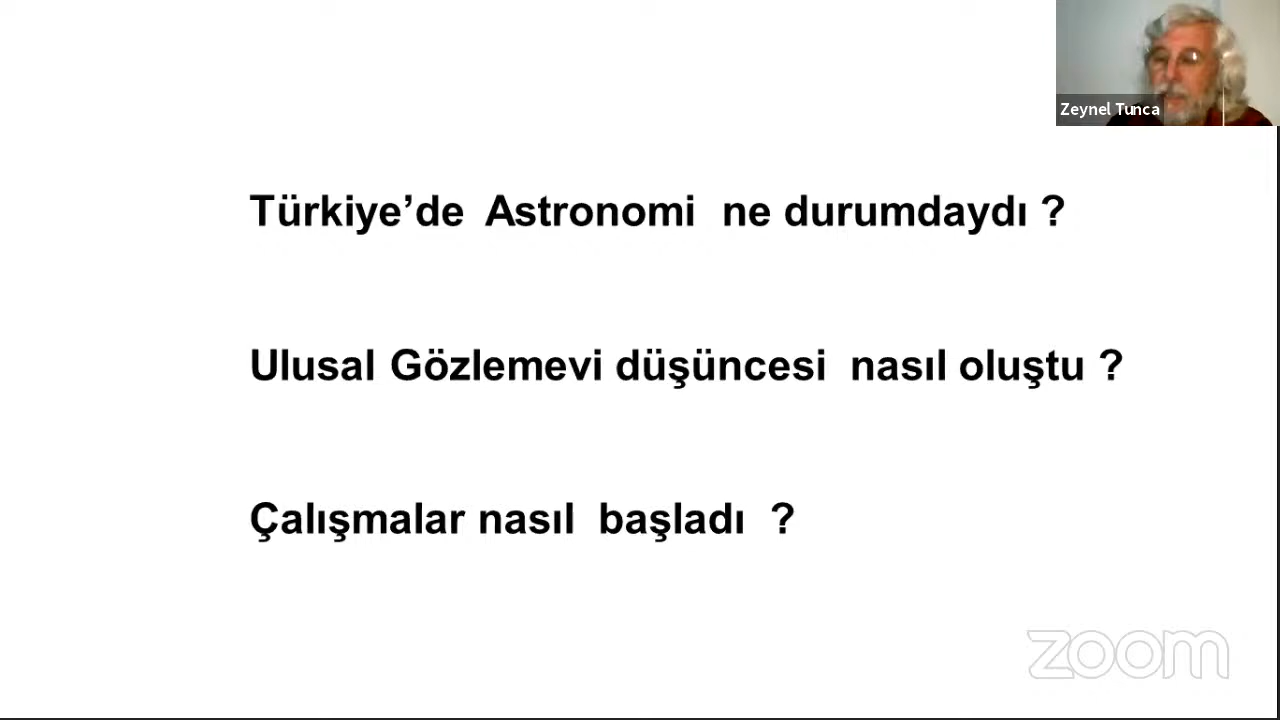 Zeynel Tunca
Türkiye’de Astronomi ne durumdaydı ?
Ulusal Gözlemevi düşüncesi nasıl oluştu ?
Çalışmalar nasıl başladı ?
zoom